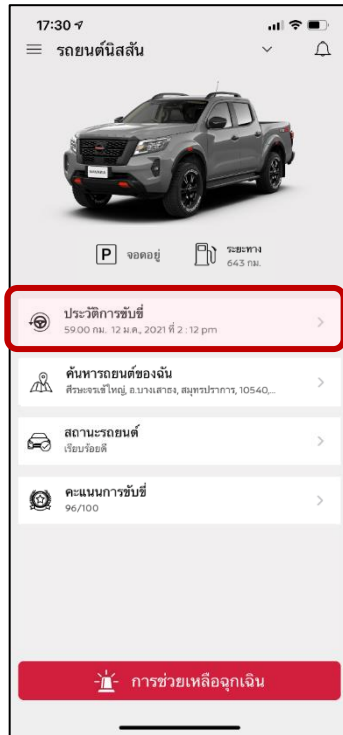 17:30
รถยนต์นิสสัน
P จอดอยู่
ระยะทาง
643 กม.
ประวัติการขับขี่
59.00 กม. 12 ม.ค., 2021 ที่ 2 : 12 pm
ค้นหารถยนต์ของฉัน
ศีรษะจรเข้ใหญ่, อ.บางเสาธง, สมุทรปราการ, 10540,...
สถานะรถยนต์
เรียบร้อยดี
คะแนนการขับขี่
96/100
การช่วยเหลือฉุกเฉิน